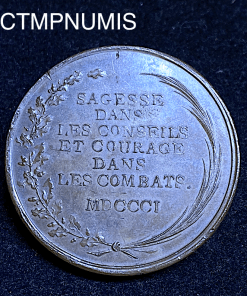 CTMPNUMIS
SAGESSE
DANS
LES CONSEILS
ET COURAGE
DANS
LES COMBATS.
MDCCCI